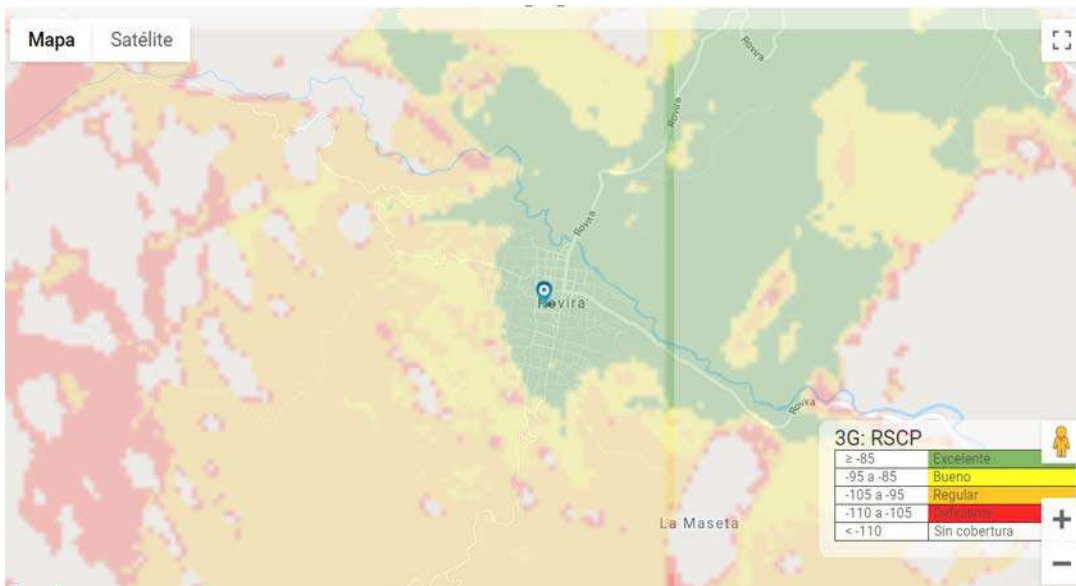 Mapa Satélite
Rovira
Rovira
Rovira
Rovira
Rovira
La Maseta
3G: RSCP
≥ -85 Excelente
-95 a -85 Bueno
-105 a -95 Regular
-110 a -105 Deficiente
< -110 Sin cobertura